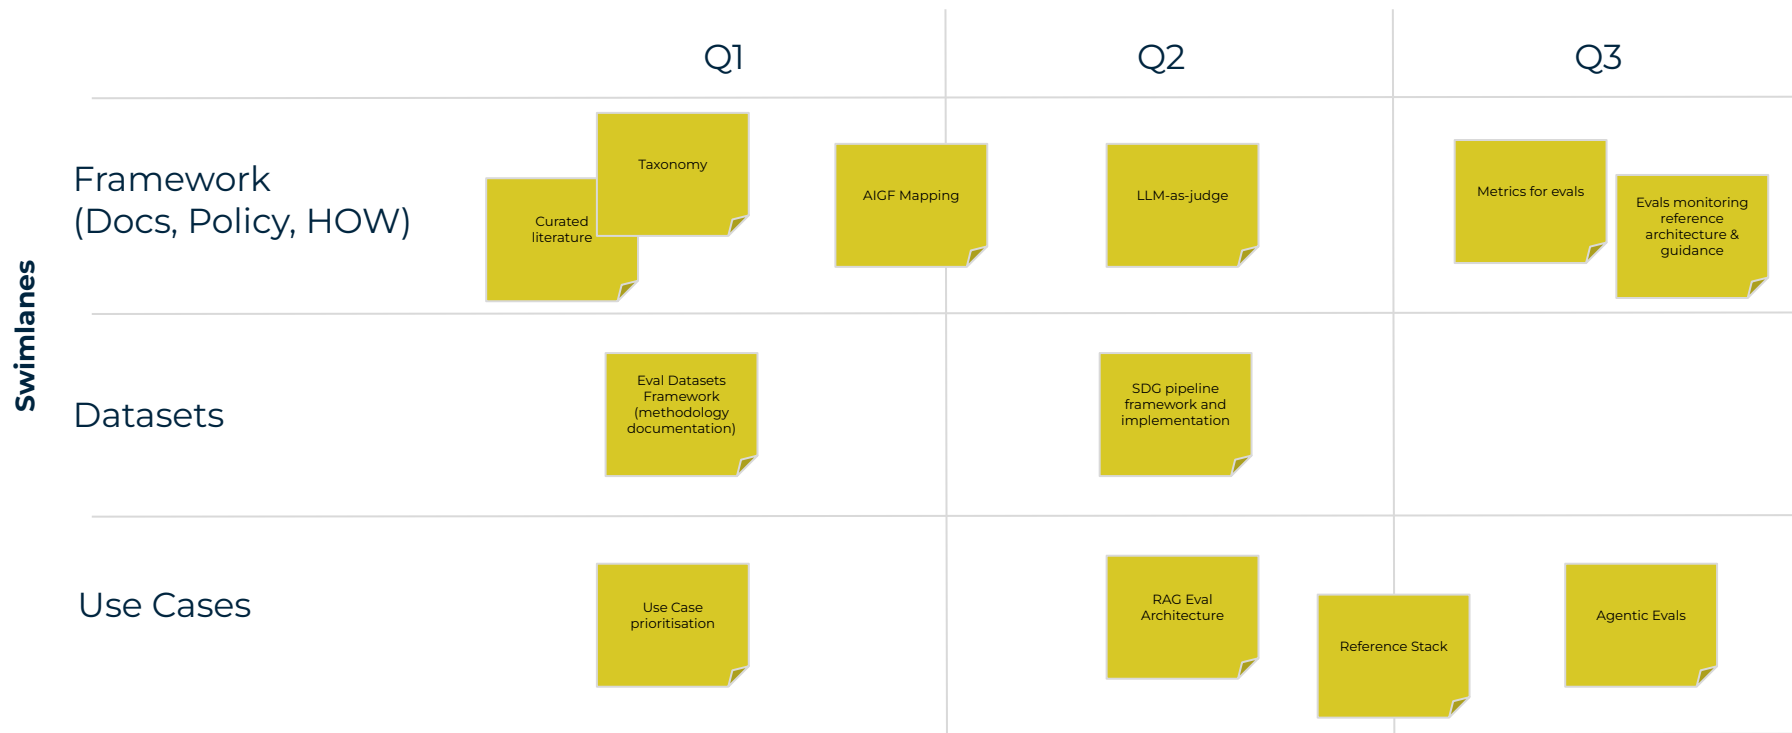 Q1
Q2
Q3
Swimlanes
Framework
(Docs, Policy, HOW)
Curated
literature
Taxonomy
AIGF Mapping
LLM-as-judge
Metrics for evals
Evals monitoring
reference
architecture &
guidance
Datasets
Eval Datasets
Framework
(methodology
documentation)
SDG pipeline
framework and
implementation
Use Cases
Use Case
prioritisation
RAG Eval
Architecture
Reference Stack
Agentic Evals